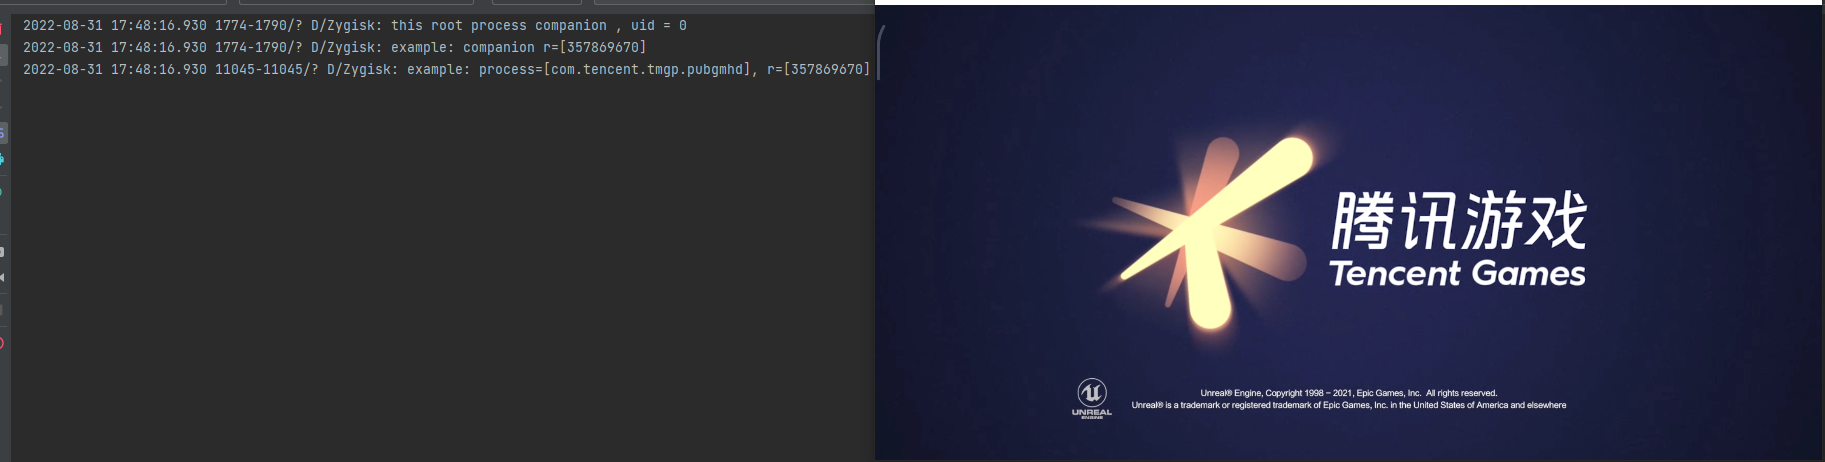 2022-08-31 17:48:16.930 1774-1790/? D/Zygisk: this root process companion , uid = 0
2022-08-31 17:48:16.930 1774-1790/? D/Zygisk: example: companion r=[357869670]
2022-08-31 17:48:16.930 11045-11045/? D/Zygisk: example: process=[com.tencent.tmgp.pubgmhd], r=[357869670]
腾讯游戏
Tencent Games
UNREAL
ENGINE
Unreal® Engine, Copyright 1998 – 2021, Epic Games, Inc. All rights reserved.
Unreal® is a trademark or registered trademark of Epic Games, Inc. in the United States of America and elsewhere